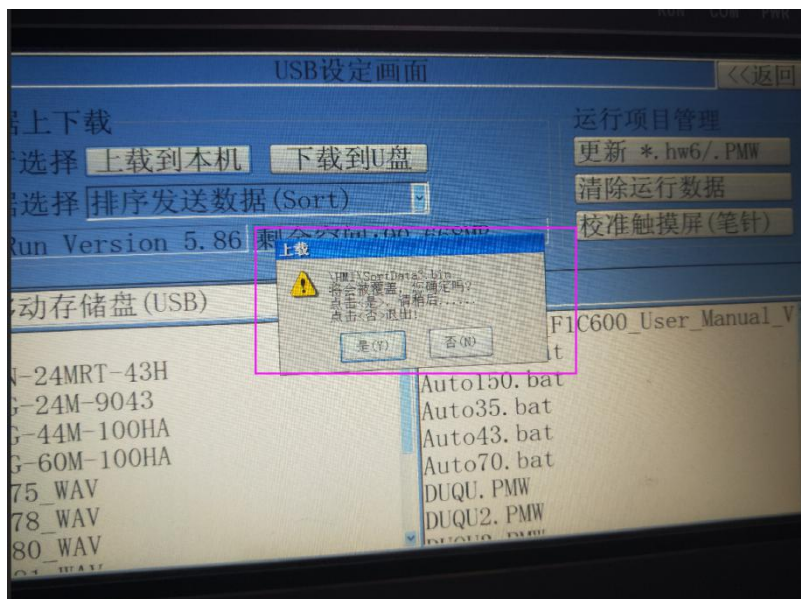 USB设定画面
<<返回
上下载
运行项目管理
选择 上载到本机 下载到U盘
更新 *.hw6/.PMW
选择 排序发送数据(Sort)
清除运行数据
Run Version 5.86
校准触摸屏(笔针)
上载
\HMI\SortData3.bin
将会被覆盖，您确定吗?
点击<是>，请稍后......
点击<否>退出!
是(Y)
否(N)
动存储盘(USB)
F1C600_User_Manual_V
N-24MRT-43H
Auto150.bat
G-24M-9043
Auto35.bat
G-44M-100HA
Auto43.bat
G-60M-100HA
Auto70.bat
75_WAV
DUQU.PMW
78_WAV
DUQU2.PMW
80_WAV